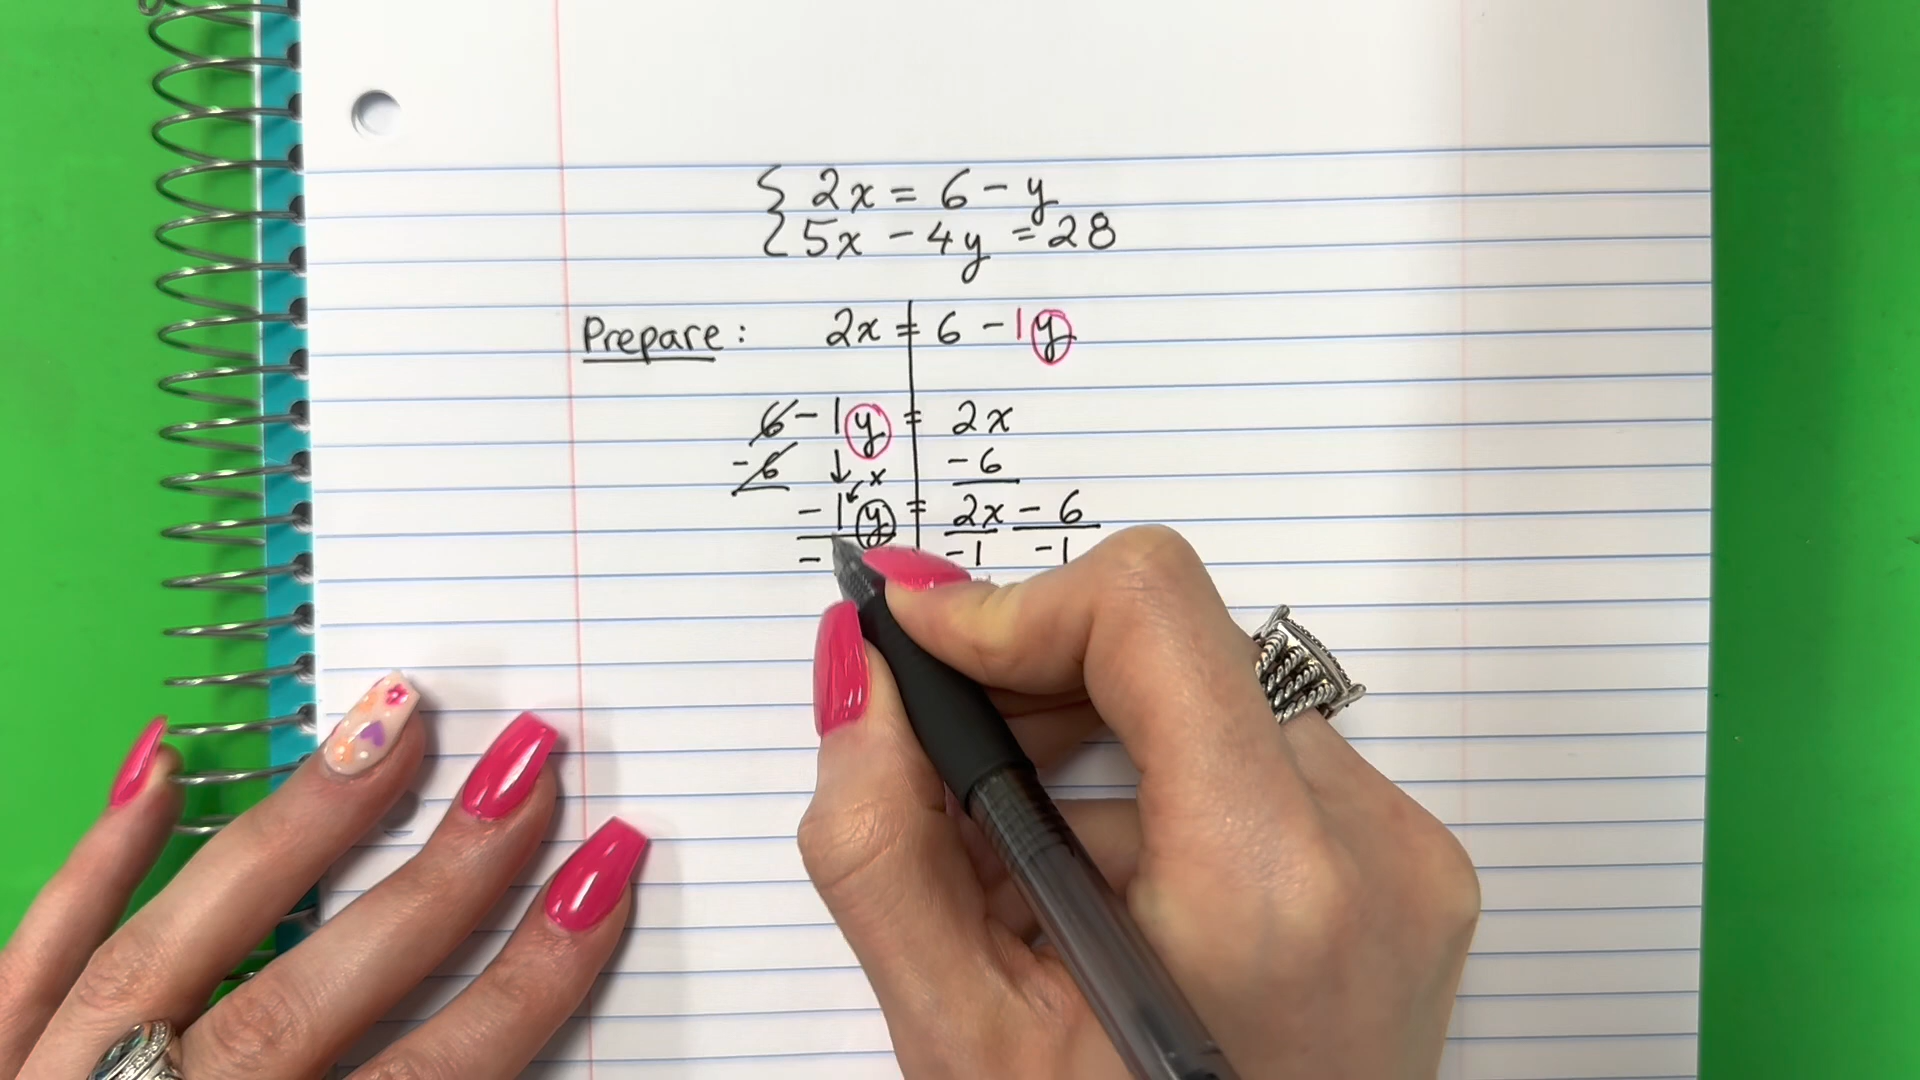 2x = 6 - y
5x - 4y = 28
Prepare: 2x = 6 - 1y
6 - 1y = 2x
-6 ↓ x -6
-1y = 2x - 6
- -1 -1